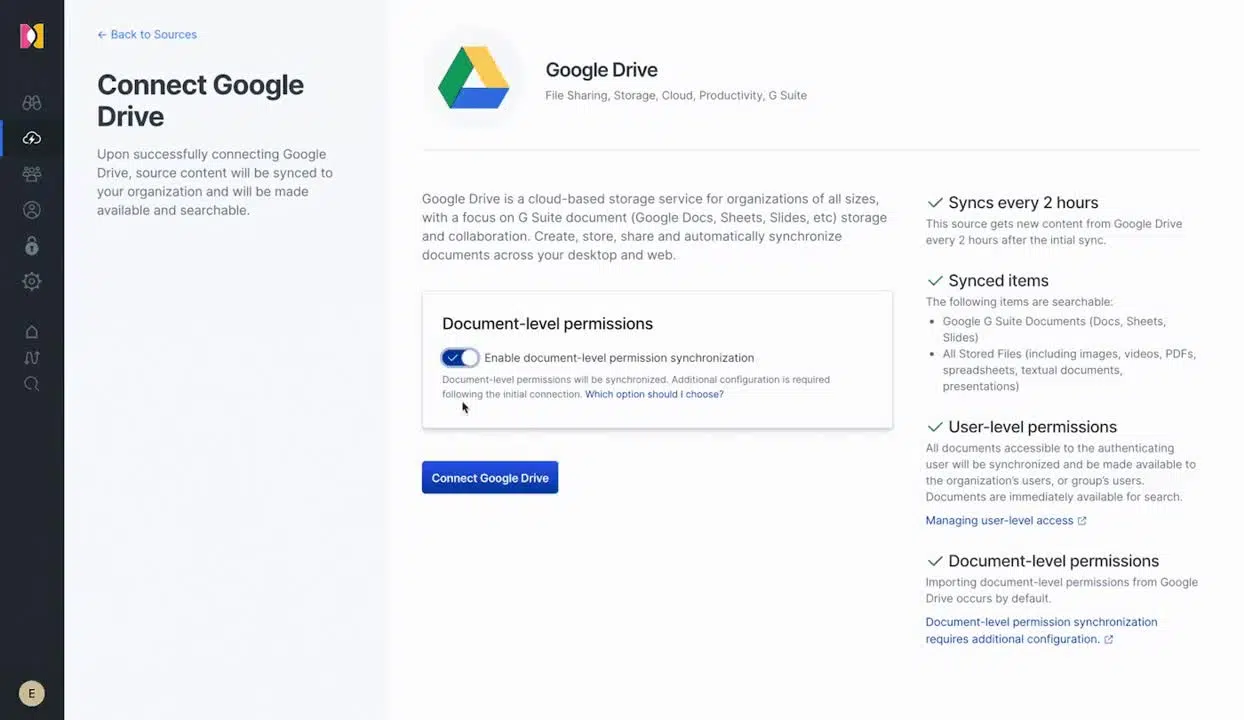 ← Back to Sources
Connect Google
Drive
Upon successfully connecting Google
Drive, source content will be synced to
your organization and will be made
available and searchable.
Google Drive
File Sharing, Storage, Cloud, Productivity, G Suite
Google Drive is a cloud-based storage service for organizations of all sizes,
with a focus on G Suite document (Google Docs, Sheets, Slides, etc) storage
and collaboration. Create, store, share and automatically synchronize
documents across your desktop and web.
Document-level permissions
Enable document-level permission synchronization
Document-level permissions will be synchronized. Additional configuration is required
following the initial connection. Which option should I choose?
Connect Google Drive
Syncs every 2 hours
This source gets new content from Google Drive
every 2 hours after the intial sync.
Synced items
The following items are searchable:
• Google G Suite Documents (Docs, Sheets,
Slides)
• All Stored Files (including images, videos, PDFs,
spreadsheets, textual documents,
presentations)
User-level permissions
All documents accessible to the authenticating
user will be synchronized and be made available to
the organization's users, or group's users.
Documents are immediately available for search.
Managing user-level access
Document-level permissions
Importing document-level permissions from Google
Drive occurs by default.
Document-level permission synchronization
requires additional configuration.
E